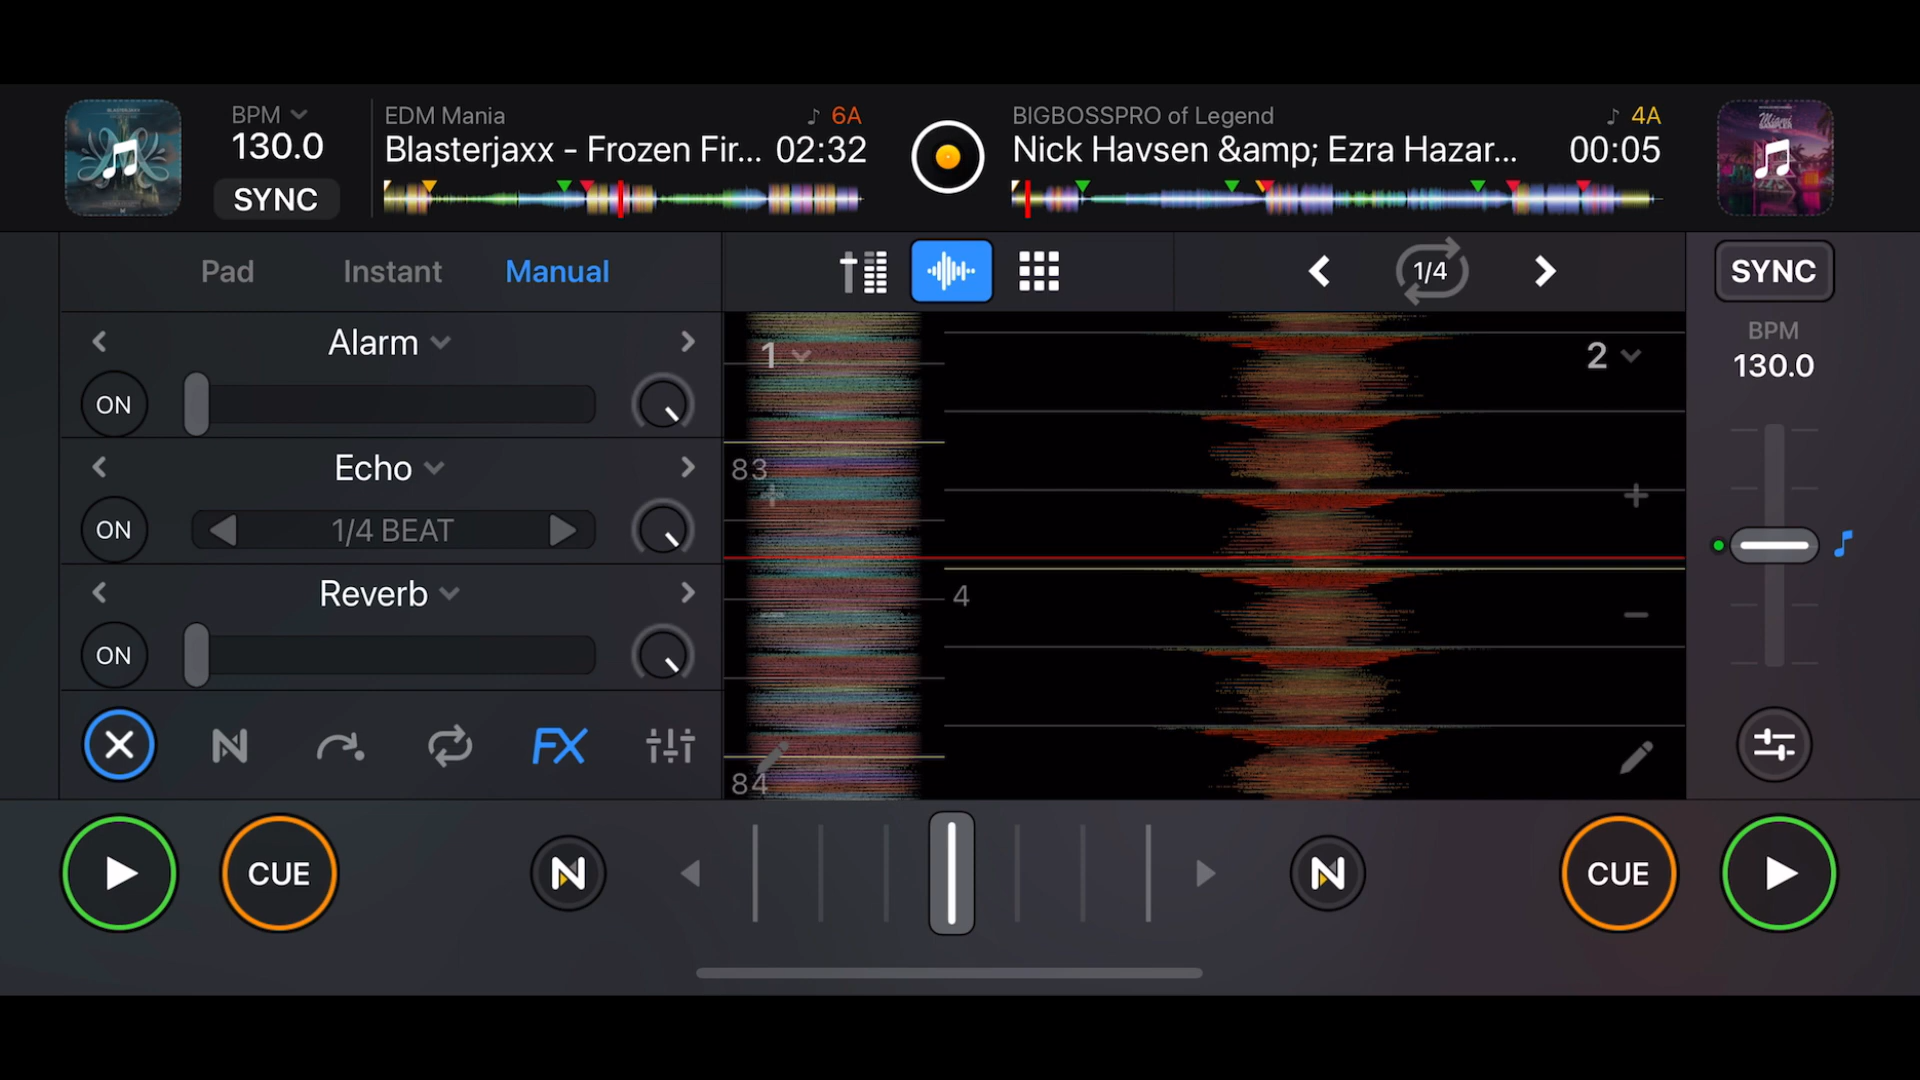 BPM
130.0
SYNC
EDM Mania
6A
Blasterjaxx - Frozen Fir... 02:32
BIGBOSSPRO of Legend
4A
Nick Havsen &amp; Ezra Hazar... 00:05
Pad Instant Manual
1/4
SYNC
BPM
130.0
Alarm
ON
Echo
ON
1/4 BEAT
Reverb
ON
FX
1
2
83
4
84
CUE
N
N
CUE